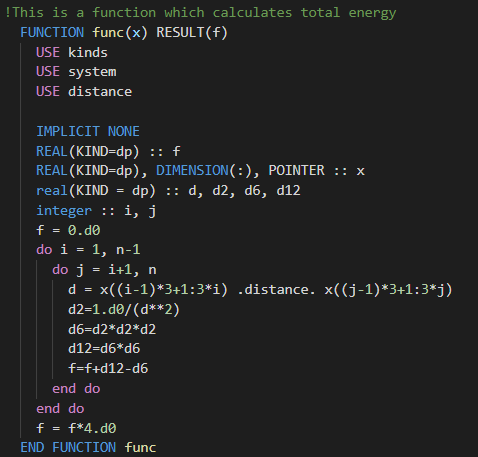 !This is a function which calculates total energy
FUNCTION func(x) RESULT(f)
USE kinds
USE system
USE distance
IMPLICIT NONE
REAL(KIND=dp) :: f
REAL(KIND=dp), DIMENSION(:), POINTER :: x
real(KIND = dp) :: d, d2, d6, d12
integer :: i, j
f = 0.d0
do i = 1, n-1
do j = i+1, n
d = x((i-1)*3+1:3*i) .distance. x((j-1)*3+1:3*j)
d2=1.d0/(d**2)
d6=d2*d2*d2
d12=d6*d6
f=f+d12-d6
end do
end do
f = f*4.d0
END FUNCTION func